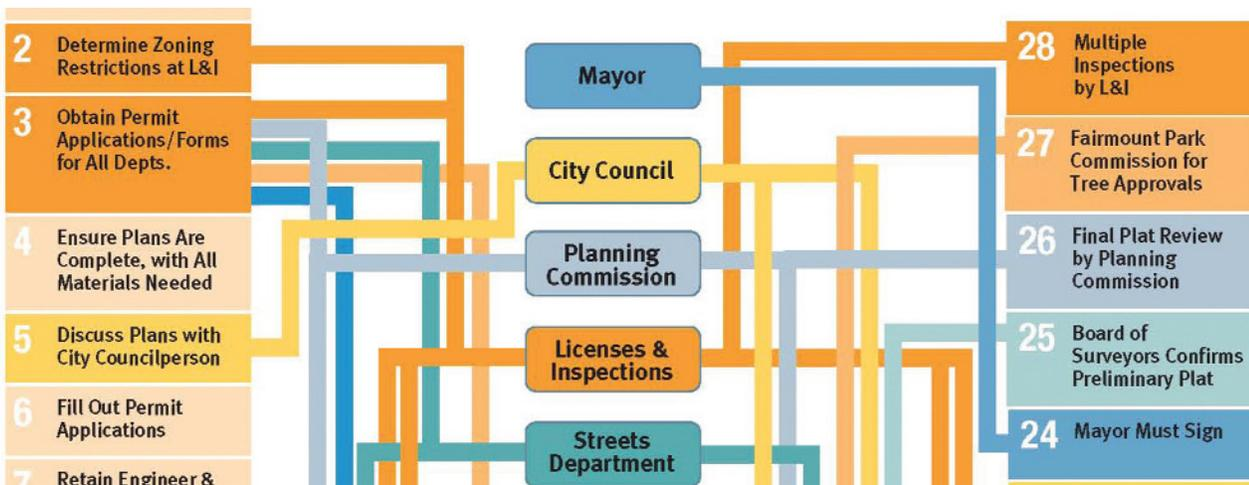 2 Determine Zoning
Restrictions at L&I
3 Obtain Permit
Applications/Forms
for All Depts.
4 Ensure Plans Are
Complete, with All
Materials Needed
5 Discuss Plans with
City Councilperson
6 Fill Out Permit
Applications
7 Retain Engineer &
Mayor
City Council
Planning
Commission
Licenses &
Inspections
Streets
Department
28 Multiple
Inspections
by L&I
27 Fairmount Park
Commission for
Tree Approvals
26 Final Plat Review
by Planning
Commission
25 Board of
Surveyors Confirms
Preliminary Plat
24 Mayor Must Sign